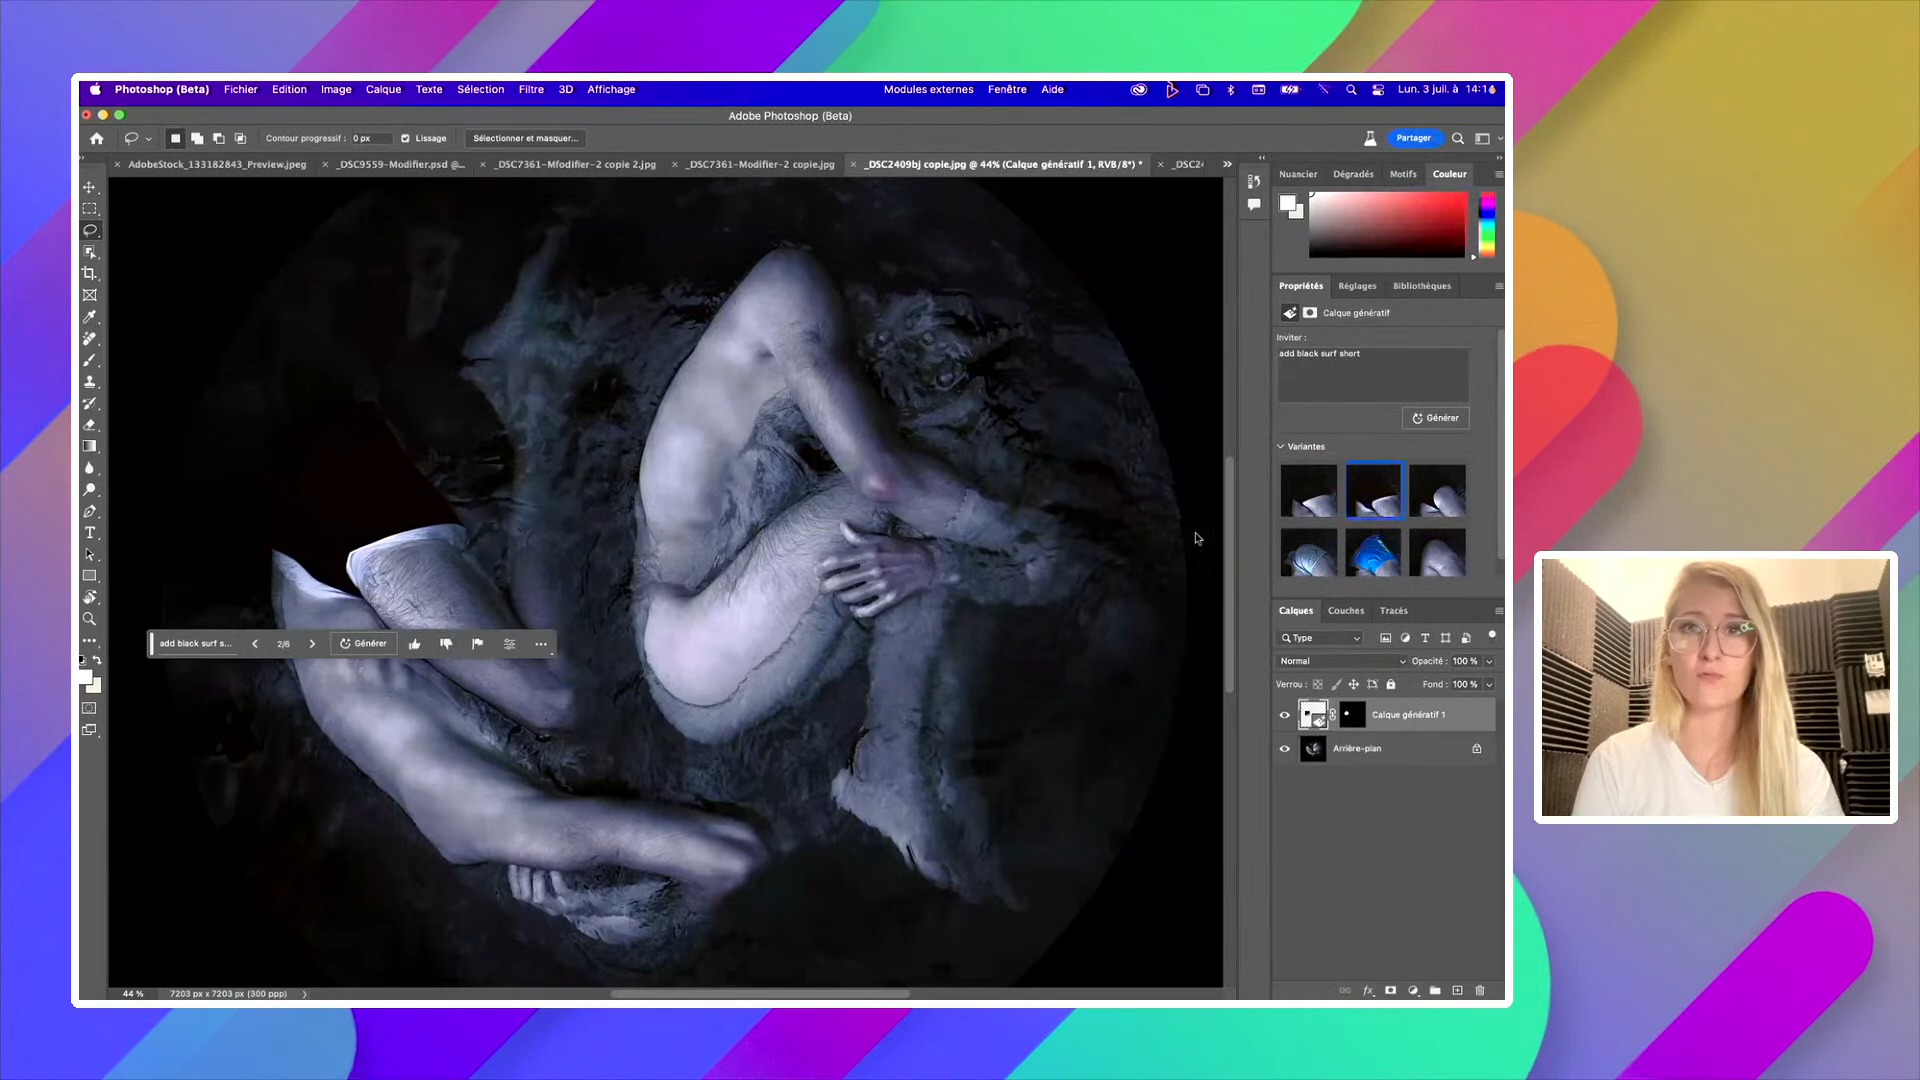 Photoshop (Beta) Fichier Edition Image Calque Texte Sélection Filtre 3D Affichage Modules externes Fenêtre Aide Lun. 3 juil. à 14:1
Adobe Photoshop (Beta)
Contour progressif : 0 px Lissage Sélectionner et masquer... Partager
AdobeStock_133182843_Preview.jpeg _DSC9559-Modifier.psd @... _DSC7361-Mfodifier-2 copie 2.jpg _DSC7361-Modifier-2 copie.jpg _DSC2409bj copie.jpg @ 44% (Calque génératif 1, RVB/8*) * _DSC24
Nuancier Dégradés Motifs Couleur
Propriétés Réglages Bibliothèques
Calque génératif
Inviter :
add black surf short
Générer
Variantes
add black surf s... 2/6 Générer
Calques Couches Tracés
Type
Normal Opacité : 100 %
Verrou : Fond : 100 %
Calque génératif 1
Arrière-plan
44 % 7203 px x 7203 px (300 ppp)